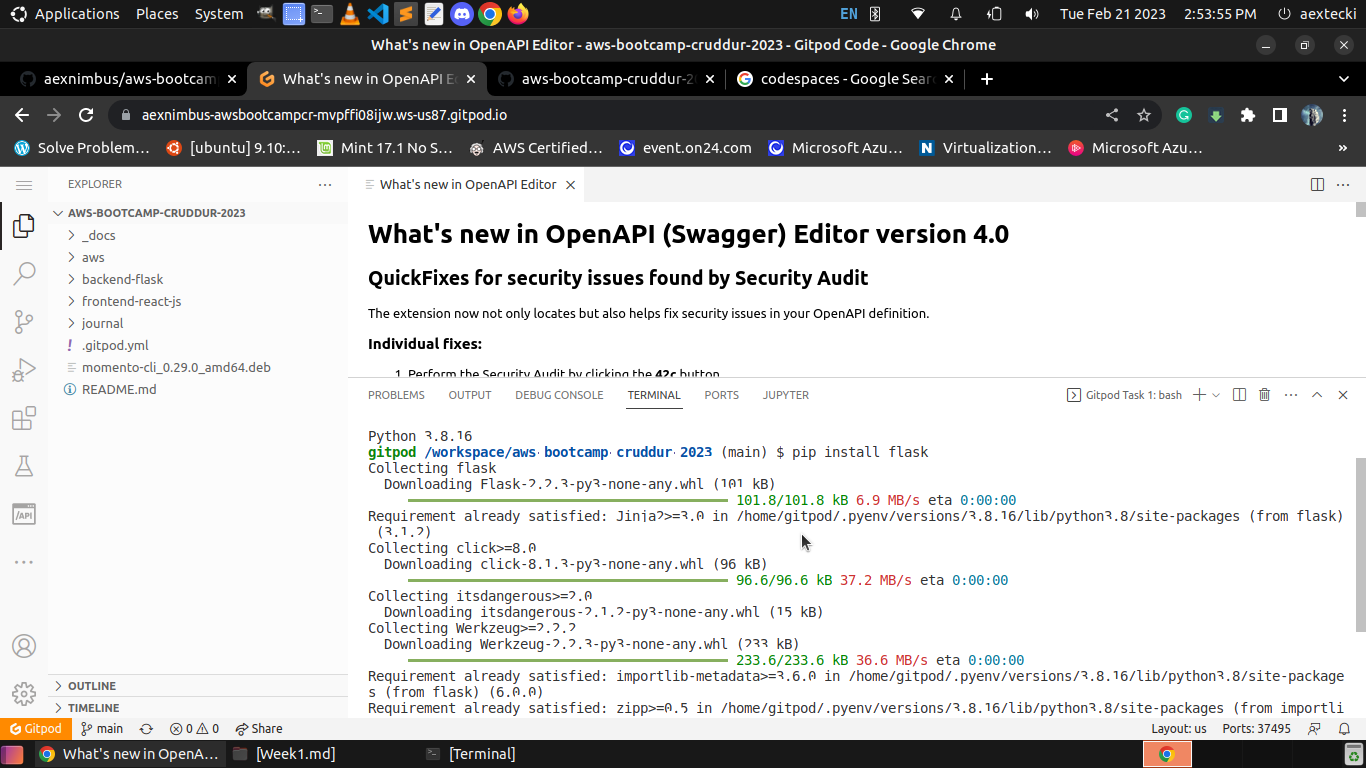 Applications Places System EN Tue Feb 21 2023 2:53:55 PM aextecki
What's new in OpenAPI Editor - aws-bootcamp-cruddur-2023 - Gitpod Code - Google Chrome
aexnimbus/aws-bootcam What's new in OpenAPI E aws-bootcamp-cruddur-2 codespaces - Google Sear
aexnimbus-awsbootcampcr-mvpffi08ijw.ws-us87.gitpod.io
Solve Problem... [ubuntu] 9.10:... Mint 17.1 No S... AWS Certified... event.on24.com Microsoft Azu... Virtualization... Microsoft Azu... »
EXPLORER ... What's new in OpenAPI Editor
AWS-BOOTCAMP-CRUDDUR-2023
_docs
aws
backend-flask
frontend-react-js
journal
.gitpod.yml
momento-cli_0.29.0_amd64.deb
README.md
OUTLINE
TIMELINE
What's new in OpenAPI (Swagger) Editor version 4.0
QuickFixes for security issues found by Security Audit
The extension now not only locates but also helps fix security issues in your OpenAPI definition.
Individual fixes:
1. Perform the Security Audit by clicking the 42c button
PROBLEMS OUTPUT DEBUG CONSOLE TERMINAL PORTS JUPYTER Gitpod Task 1: bash
Python 3.8.16
gitpod /workspace/aws-bootcamp-cruddur-2023 (main) $ pip install flask
Collecting flask
Downloading Flask-2.2.3-py3-none-any.whl (101 kB)
101.8/101.8 kB 6.9 MB/s eta 0:00:00
Requirement already satisfied: Jinja2>=3.0 in /home/gitpod/.pyenv/versions/3.8.16/lib/python3.8/site-packages (from flask)
(3.1.2)
Collecting click>=8.0
Downloading click-8.1.3-py3-none-any.whl (96 kB)
96.6/96.6 kB 37.2 MB/s eta 0:00:00
Collecting itsdangerous>=2.0
Downloading itsdangerous-2.1.2-py3-none-any.whl (15 kB)
Collecting Werkzeug>=2.2.2
Downloading Werkzeug-2.2.3-py3-none-any.whl (233 kB)
233.6/233.6 kB 36.6 MB/s eta 0:00:00
Requirement already satisfied: importlib-metadata>=3.6.0 in /home/gitpod/.pyenv/versions/3.8.16/lib/python3.8/site-package
s (from flask) (6.0.0)
Requirement already satisfied: zipp>=0.5 in /home/gitpod/.pyenv/versions/3.8.16/lib/python3.8/site-packages (from importli
Gitpod main 0 0 Share Layout: us Ports: 37495
What's new in OpenA... [Week1.md] [Terminal]